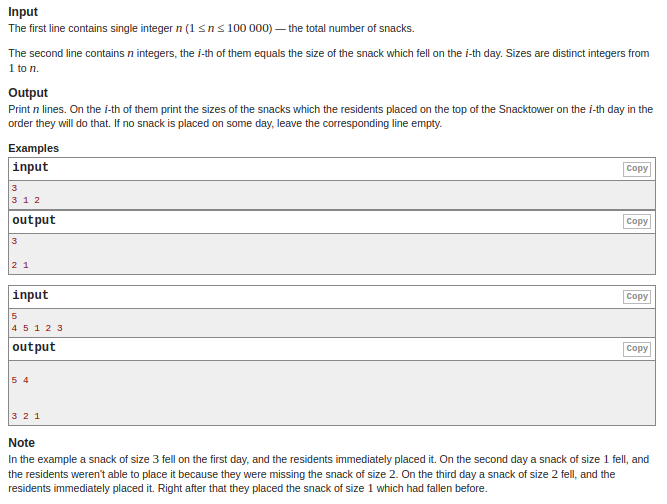 Input
The first line contains single integer n (1 ≤ n ≤ 100 000) — the total number of snacks.
The second line contains n integers, the i-th of them equals the size of the snack which fell on the i-th day. Sizes are distinct integers from
1 to n.
Output
Print n lines. On the i-th of them print the sizes of the snacks which the residents placed on the top of the Snacktower on the i-th day in the
order they will do that. If no snack is placed on some day, leave the corresponding line empty.
Examples
input Copy
3
3 1 2
output Copy
3
2 1
input Copy
5
4 5 1 2 3
output Copy
5 4
3 2 1
Note
In the example a snack of size 3 fell on the first day, and the residents immediately placed it. On the second day a snack of size 1 fell, and
the residents weren't able to place it because they were missing the snack of size 2. On the third day a snack of size 2 fell, and the
residents immediately placed it. Right after that they placed the snack of size 1 which had fallen before.